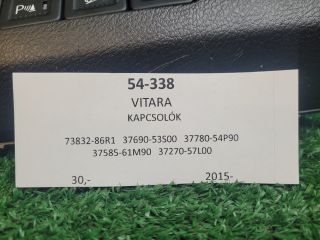 54-338
VITARA
KAPCSOLÓK
73832-86R1 37690-53S00 37780-54P90
37585-61M90 37270-57L00
30,- 2015-